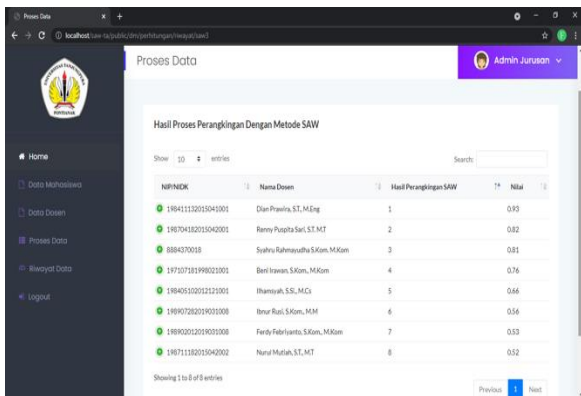 Proses Data
localhost/saw-ta/public/dm/perhitungan/riwayat/saw3
Proses Data
Admin Jurusan
Hasil Proses Perangkingan Dengan Metode SAW
Show 10 entries
Search:
NIP/NIDK Nama Dosen Hasil Perangkingan SAW Nilai
198411132015041001 Dian Prawira, S.T., M.Eng 1 0.93
198704182015042001 Renny Puspita Sari, S.T. M.T 2 0.82
8884370018 Syahru Rahmayudha S.Kom. M.Kom 3 0.81
197107181998021001 Beni Irawan, S.Kom., M.Kom 4 0.76
198405102012121001 Ilhamsyah, S.Si., M.Cs 5 0.66
198907282019031008 Ibnur Rusi, S.Kom., M.M 6 0.56
198902012019031008 Ferdy Febriyanto, S.Kom., M.Kom 7 0.53
198711182015042002 Nurul Mutiah, S.T., M.T 8 0.52
Showing 1 to 8 of 8 entries
Previous 1 Next
PONTIANAK
Home
Data Mahasiswa
Data Dosen
Proses Data
Riwayat Data
Logout